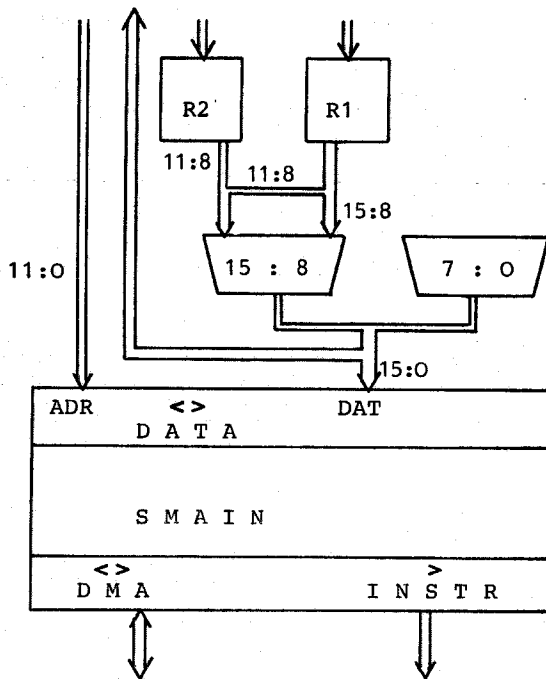 R2
R1
11:8
11:8
15:8
11:0
15 : 8
7 : 0
15:0
ADR
<>
DAT
D A T A
S M A I N
<>
>
D M A
I N S T R